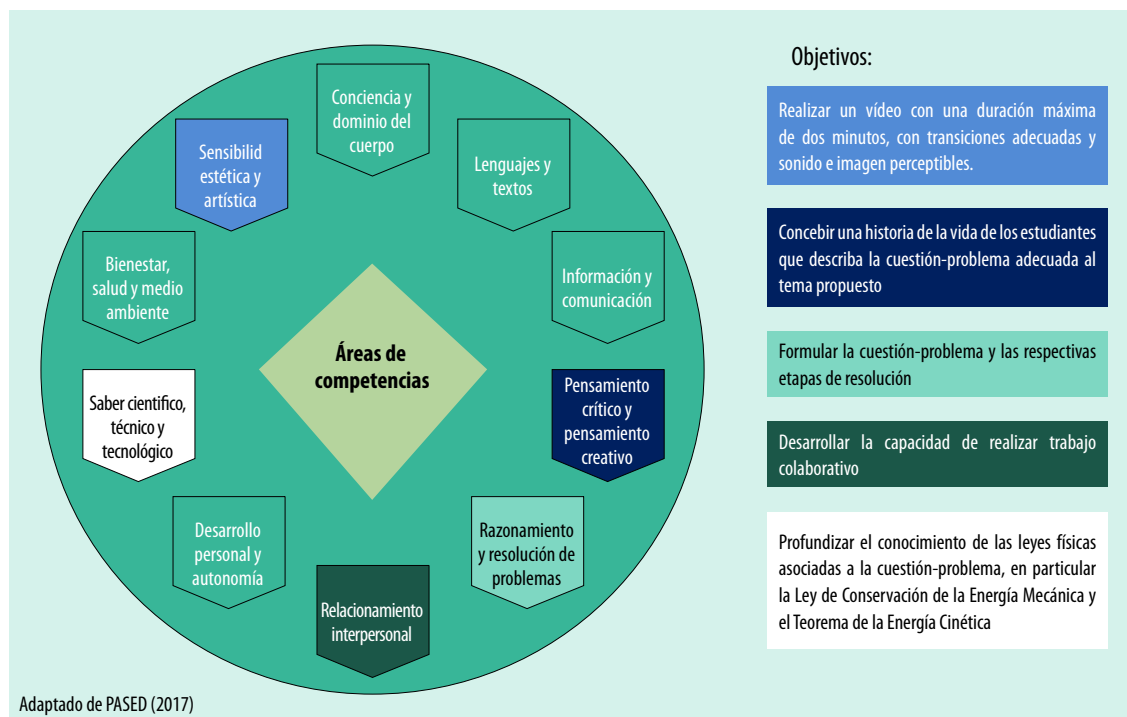 Conciencia y
dominio del
cuerpo
Lenguajes y
textos
Información y
comunicación
Pensamiento
crítico y
pensamiento
creativo
Razonamiento
y resolución de
problemas
Relacionamiento
interpersonal
Desarrollo
personal y
autonomía
Saber cientifico,
técnico y
tecnológico
Bienestar,
salud y medio
ambiente
Sensibilid
estética y
artística
Áreas de
competencias
Objetivos:
Realizar un vídeo con una duración máxima
de dos minutos, con transiciones adecuadas y
sonido e imagen perceptibles.
Concebir una historia de la vida de los estudiantes
que describa la cuestión-problema adecuada al
tema propuesto
Formular la cuestión-problema y las respectivas
etapas de resolución
Desarrollar la capacidad de realizar trabajo
colaborativo
Profundizar el conocimiento de las leyes físicas
asociadas a la cuestión-problema, en particular
la Ley de Conservación de la Energía Mecánica y
el Teorema de la Energía Cinética
Adaptado de PASED (2017)